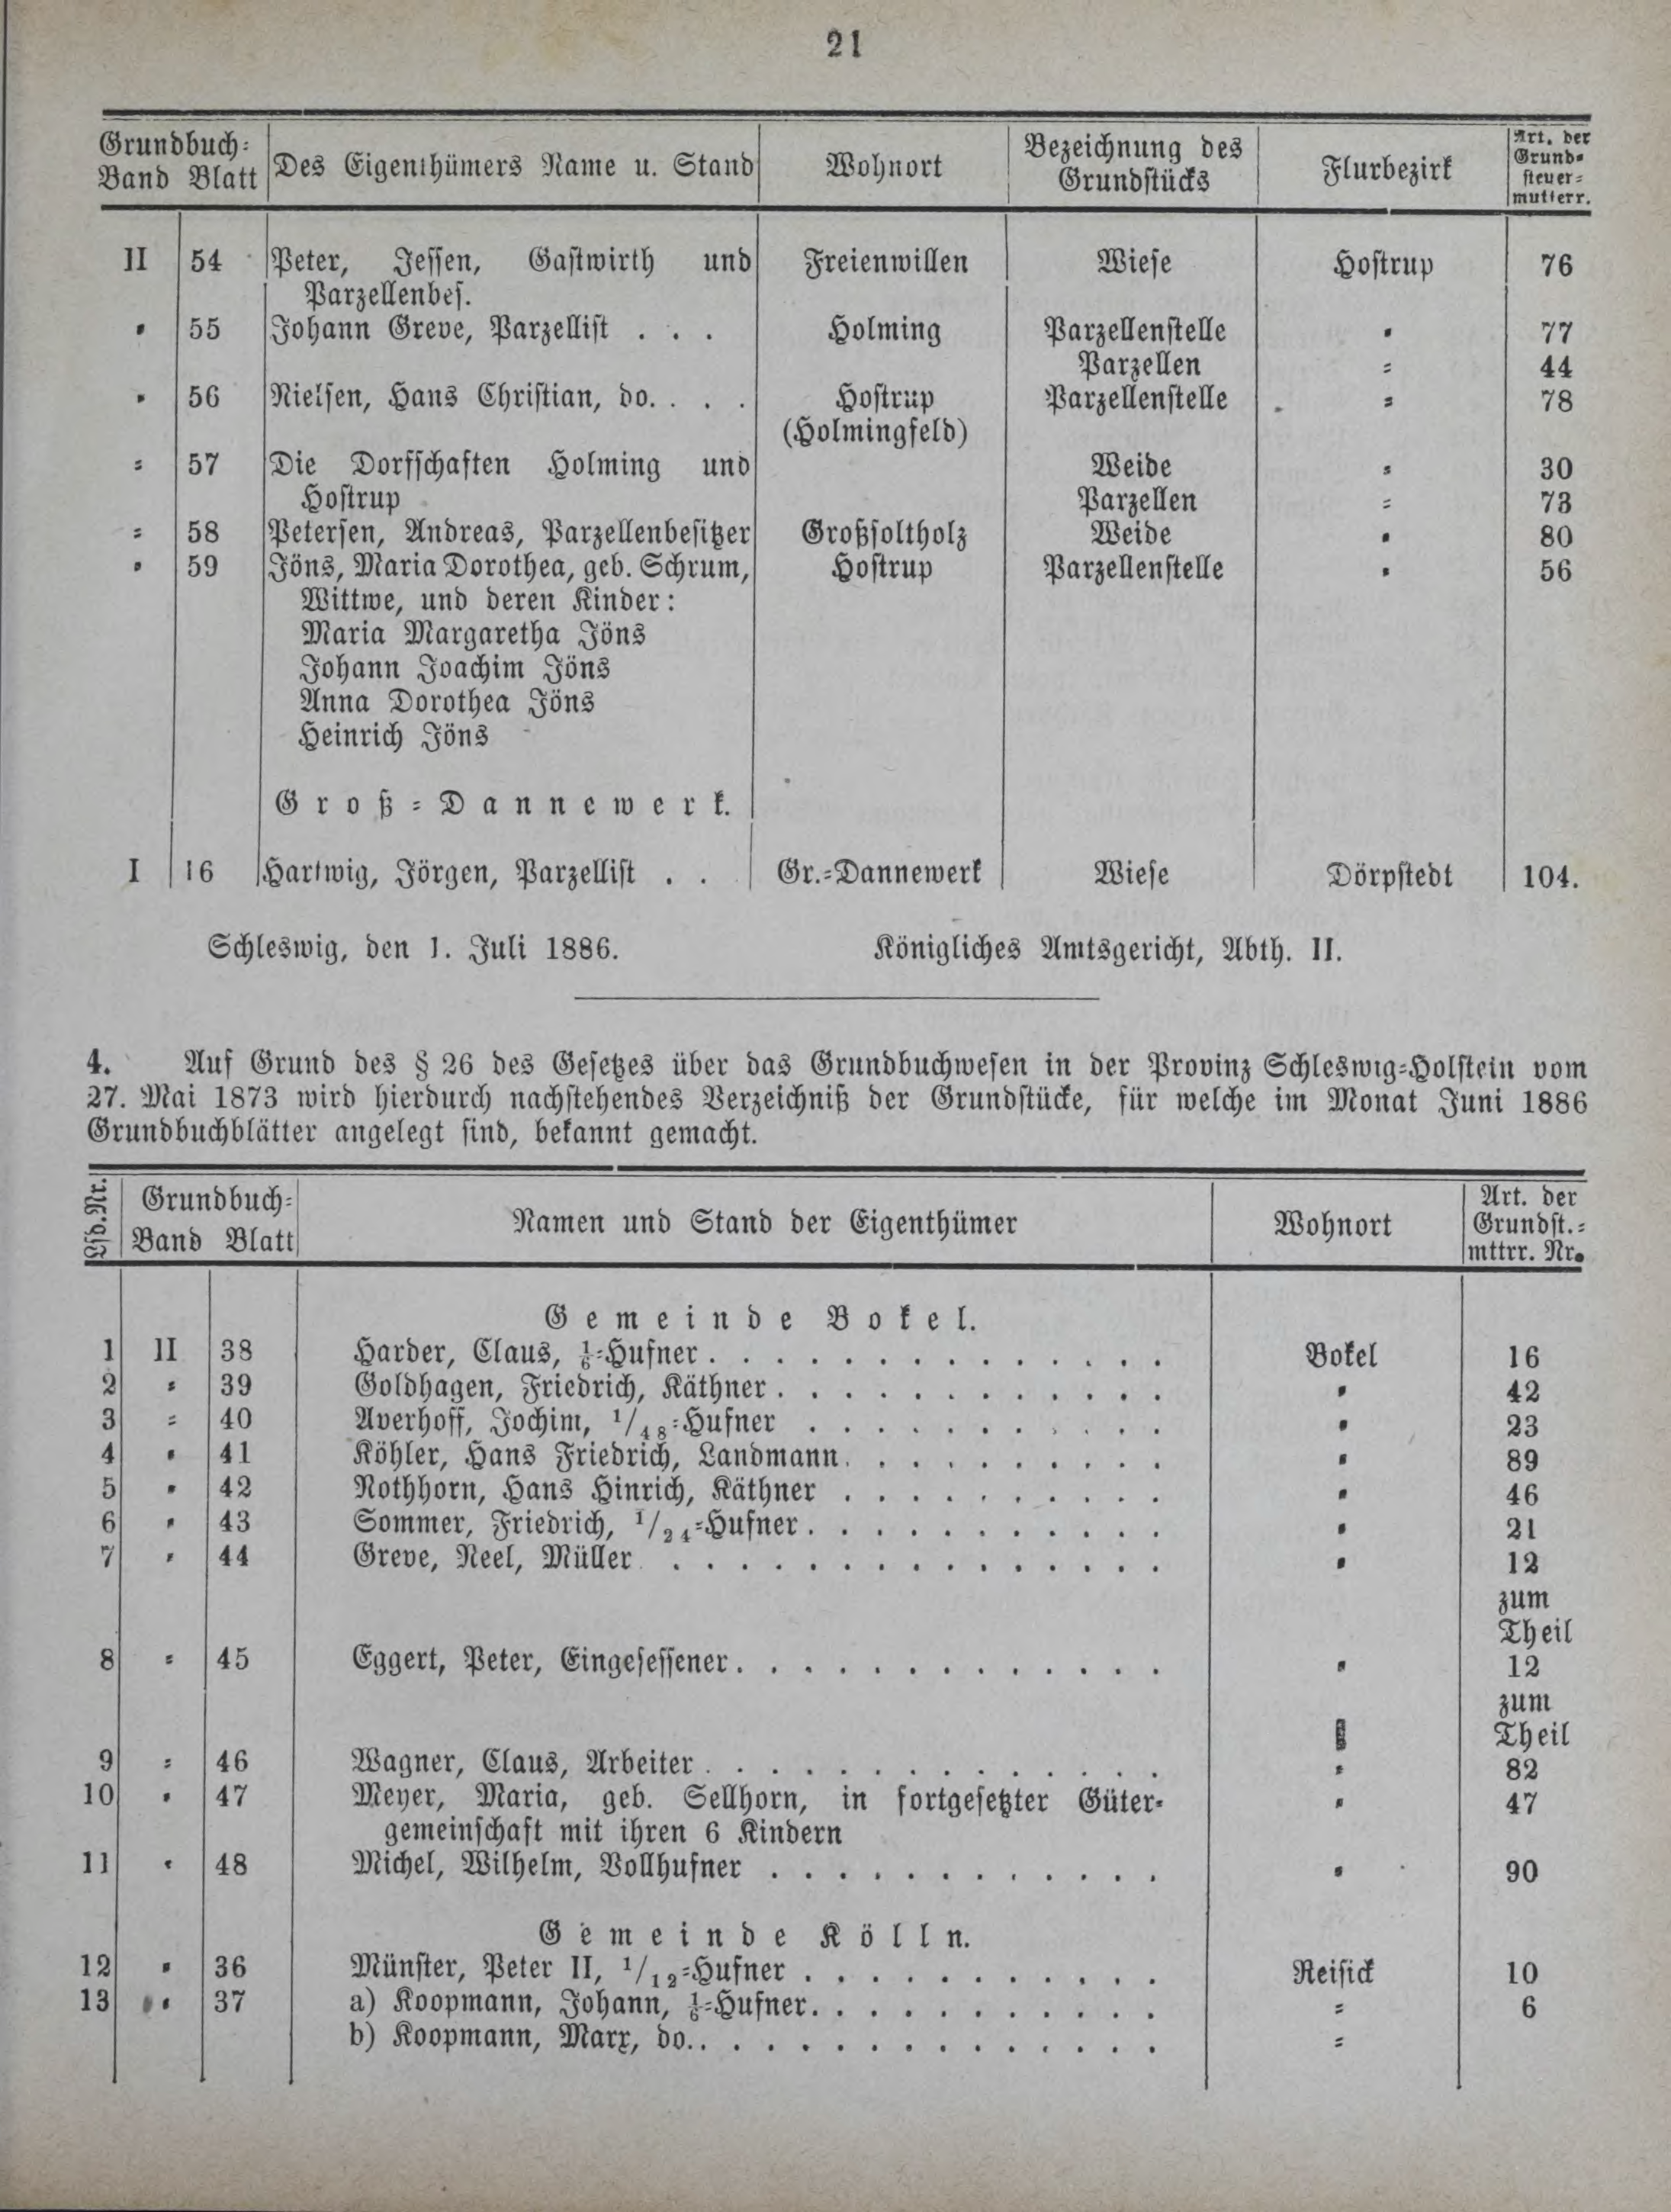 21
Grundbuch= Des Eigenthümers Name u. Stand Wohnort Bezeichnung des Grundstücks Flurbezirk Art. der Grund=steuer=mutterr.
Band Blatt
II 54 Peter, Jessen, Gastwirth und Freienwillen Wiese Hostrup 76
Parzellenbes.
" 55 Johann Greve, Parzellist . . . Holming Parzellenstelle " 77
Parzellen " 44
" 56 Nielsen, Hans Christian, do. . . . Hostrup Parzellenstelle " 78
(Holmingfeld)
" 57 Die Dorfschaften Holming und Weide " 30
Hostrup Parzellen " 73
" 58 Petersen, Andreas, Parzellenbesitzer Großsoltholz Weide " 80
" 59 Jöns, Maria Dorothea, geb. Schrum, Hostrup Parzellenstelle " 56
Wittwe, und deren Kinder:
Maria Margaretha Jöns
Johann Joachim Jöns
Anna Dorothea Jöns
Heinrich Jöns
Groß=Dannewerk.
I 16 Hartwig, Jörgen, Parzellist . . Gr.=Dannewerk Wiese Dörpstedt 104.
Schleswig, den 1. Juli 1886. Königliches Amtsgericht, Abth. II.
4. Auf Grund des § 26 des Gesetzes über das Grundbuchwesen in der Provinz Schleswig=Holstein vom
27. Mai 1873 wird hierdurch nachstehendes Verzeichniß der Grundstücke, für welche im Monat Juni 1886
Grundbuchblätter angelegt sind, bekannt gemacht.
Lfd. Nr. Grundbuch= Namen und Stand der Eigenthümer Wohnort Art. der Grundst.=mttrr. Nr.
Band Blatt
Gemeinde Bokel.
1 II 38 Harder, Claus, 1/6=Hufner . . . . . . . . . . . . . . Bokel 16
2 " 39 Goldhagen, Friedrich, Käthner . . . . . . . . . . . . " 42
3 " 40 Averhoff, Jochim, 1/48=Hufner . . . . . . . . . . . " 23
4 " 41 Köhler, Hans Friedrich, Landmann . . . . . . . . . . " 89
5 " 42 Rothhorn, Hans Hinrich, Käthner . . . . . . . . . . " 46
6 " 43 Sommer, Friedrich, 1/24=Hufner . . . . . . . . . . . " 21
7 " 44 Greve, Neel, Müller . . . . . . . . . . . . . . . . " 12
zum
Theil
8 " 45 Eggert, Peter, Eingesessener . . . . . . . . . . . . . " 12
zum
Theil
9 " 46 Wagner, Claus, Arbeiter . . . . . . . . . . . . . . " 82
10 " 47 Meyer, Maria, geb. Sellhorn, in fortgesetzter Güter= " 47
gemeinschaft mit ihren 6 Kindern
11 " 48 Michel, Wilhelm, Vollhufner . . . . . . . . . . . . " 90
Gemeinde Kölln.
12 " 36 Münster, Peter II, 1/12=Hufner . . . . . . . . . . . Reisick 10
13 " 37 a) Koopmann, Johann, 1/6=Hufner . . . . . . . . . . . " 6
b) Koopmann, Marx, do. . . . . . . . . . . . . . . "